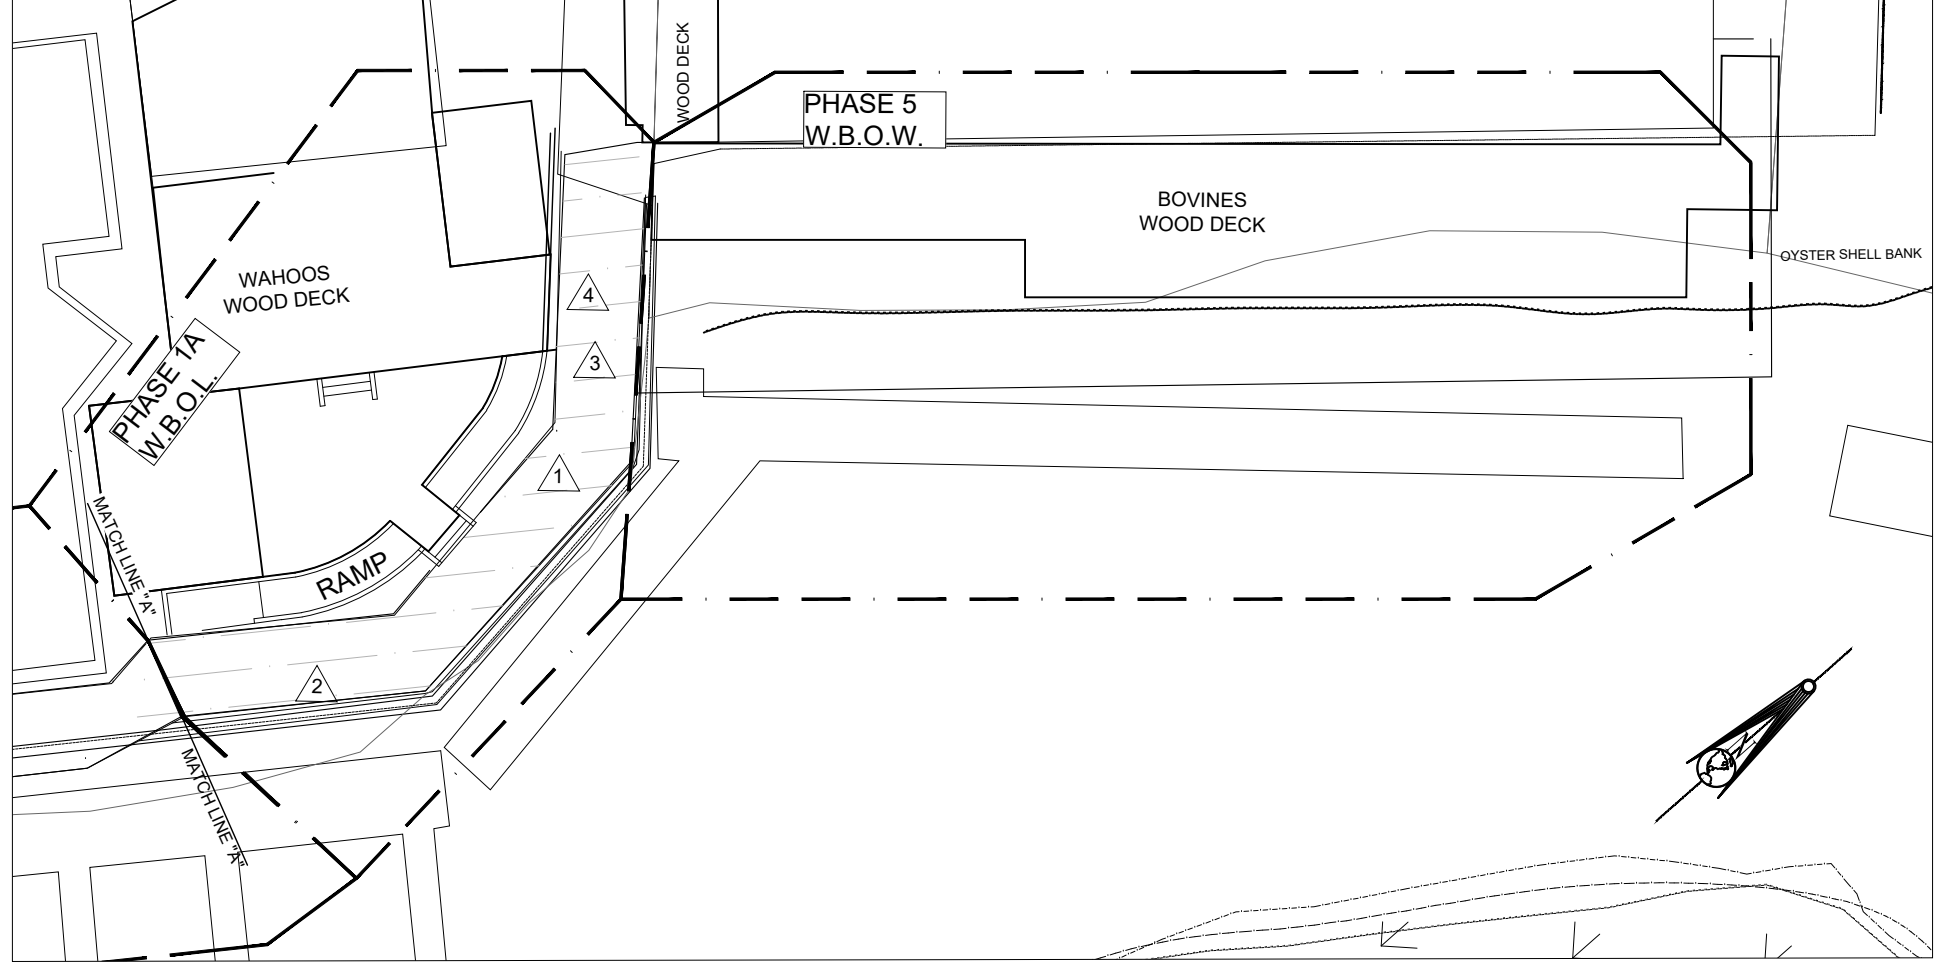 WOOD DECK
PHASE 5
W.B.O.W.
BOVINES
WOOD DECK
OYSTER SHELL BANK
WAHOOS
WOOD DECK
4
3
PHASE 1A
W.B.O.L.
1
MATCH LINE "A"
RAMP
2
MATCH LINE "A"
N